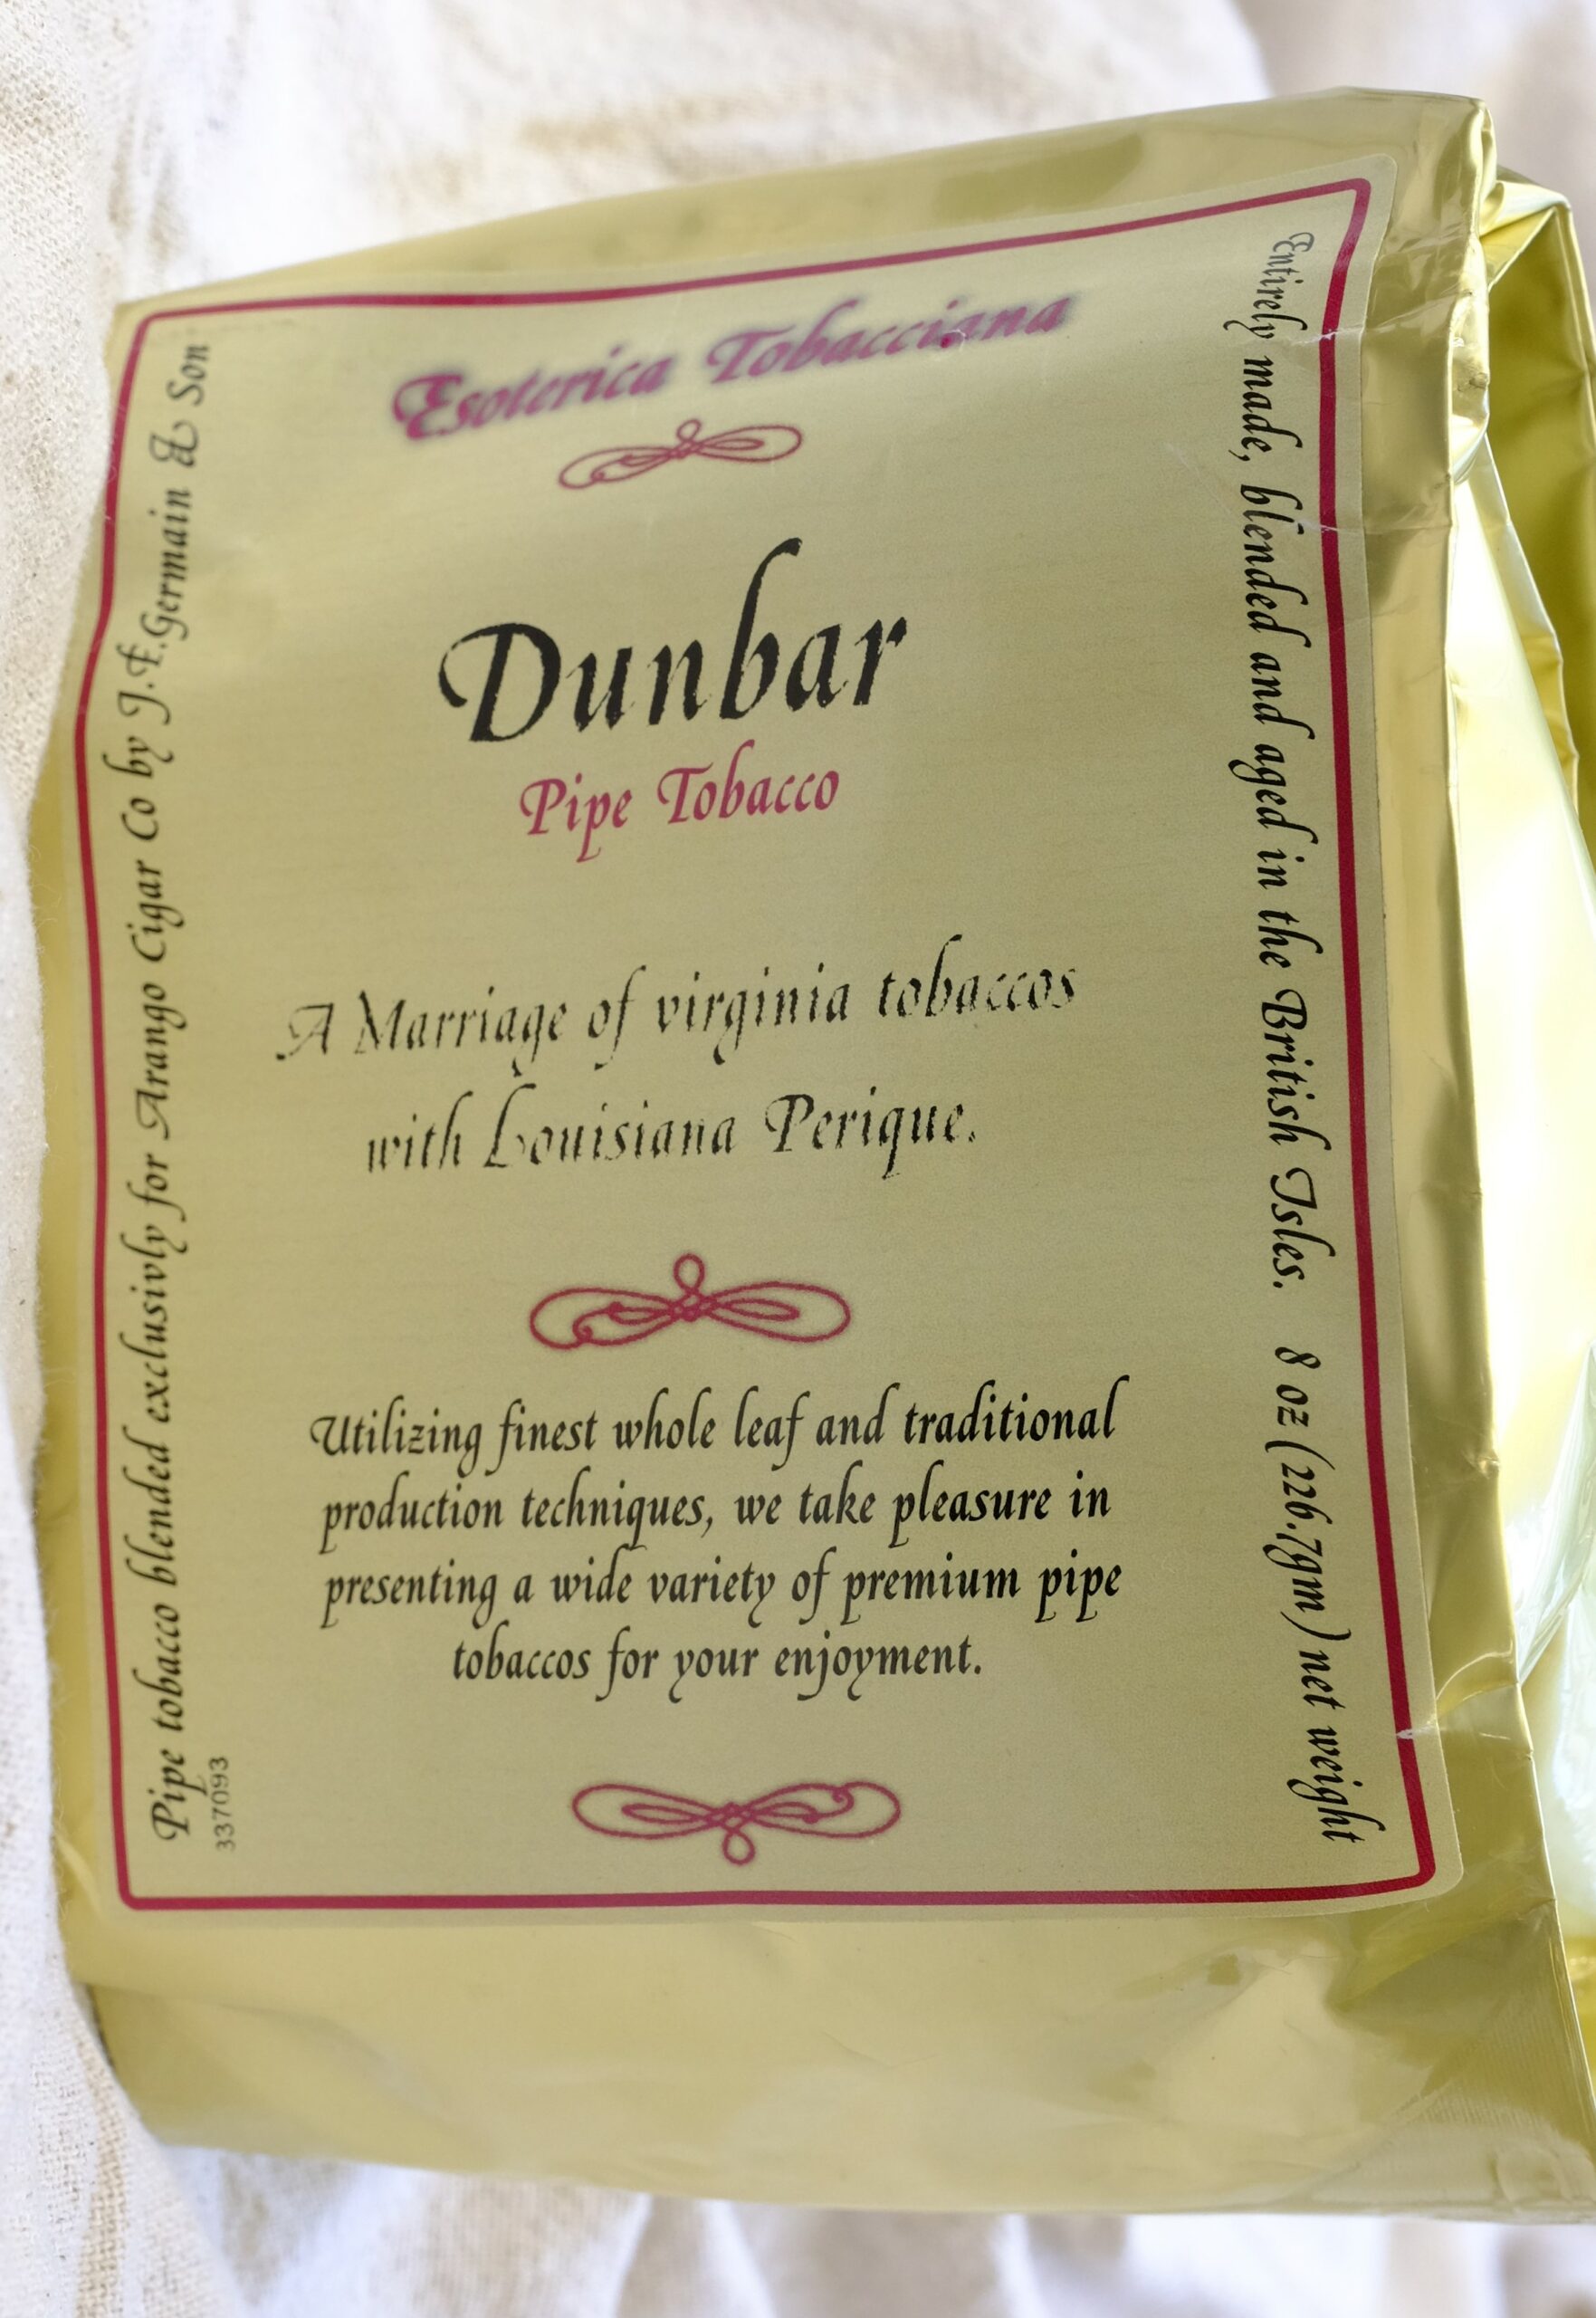 Esoterica Tobacciana
Dunbar
Pipe Tobacco
A Marriage of virginia tobaccos
with Louisiana Perique.
Utilizing finest whole leaf and traditional
production techniques, we take pleasure in
presenting a wide variety of premium pipe
tobaccos for your enjoyment.
Pipe tobacco blended exclusivly for Arango Cigar Co by J.F.Germain & Son
337093
Entirely made, blended and aged in the British Isles. 8 oz (226.7gm) net weight